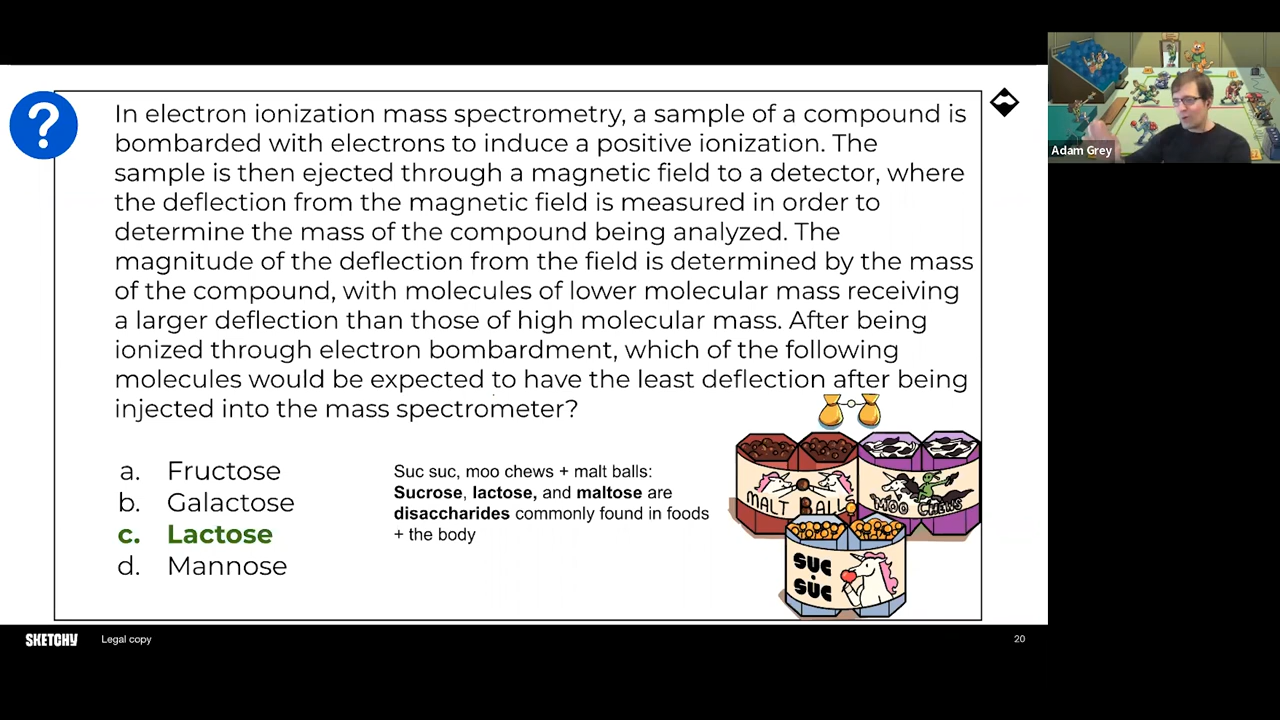 ?
In electron ionization mass spectrometry, a sample of a compound is
bombarded with electrons to induce a positive ionization. The
sample is then ejected through a magnetic field to a detector, where
the deflection from the magnetic field is measured in order to
determine the mass of the compound being analyzed. The
magnitude of the deflection from the field is determined by the mass
of the compound, with molecules of lower molecular mass receiving
a larger deflection than those of high molecular mass. After being
ionized through electron bombardment, which of the following
molecules would be expected to have the least deflection after being
injected into the mass spectrometer?
a. Fructose
b. Galactose
c. Lactose
d. Mannose
Suc suc, moo chews + malt balls:
Sucrose, lactose, and maltose are
disaccharides commonly found in foods
+ the body
MALT BALLS
MOO CHEWS
SUC
SUC
SKETCHY
Legal copy
20
Adam Grey